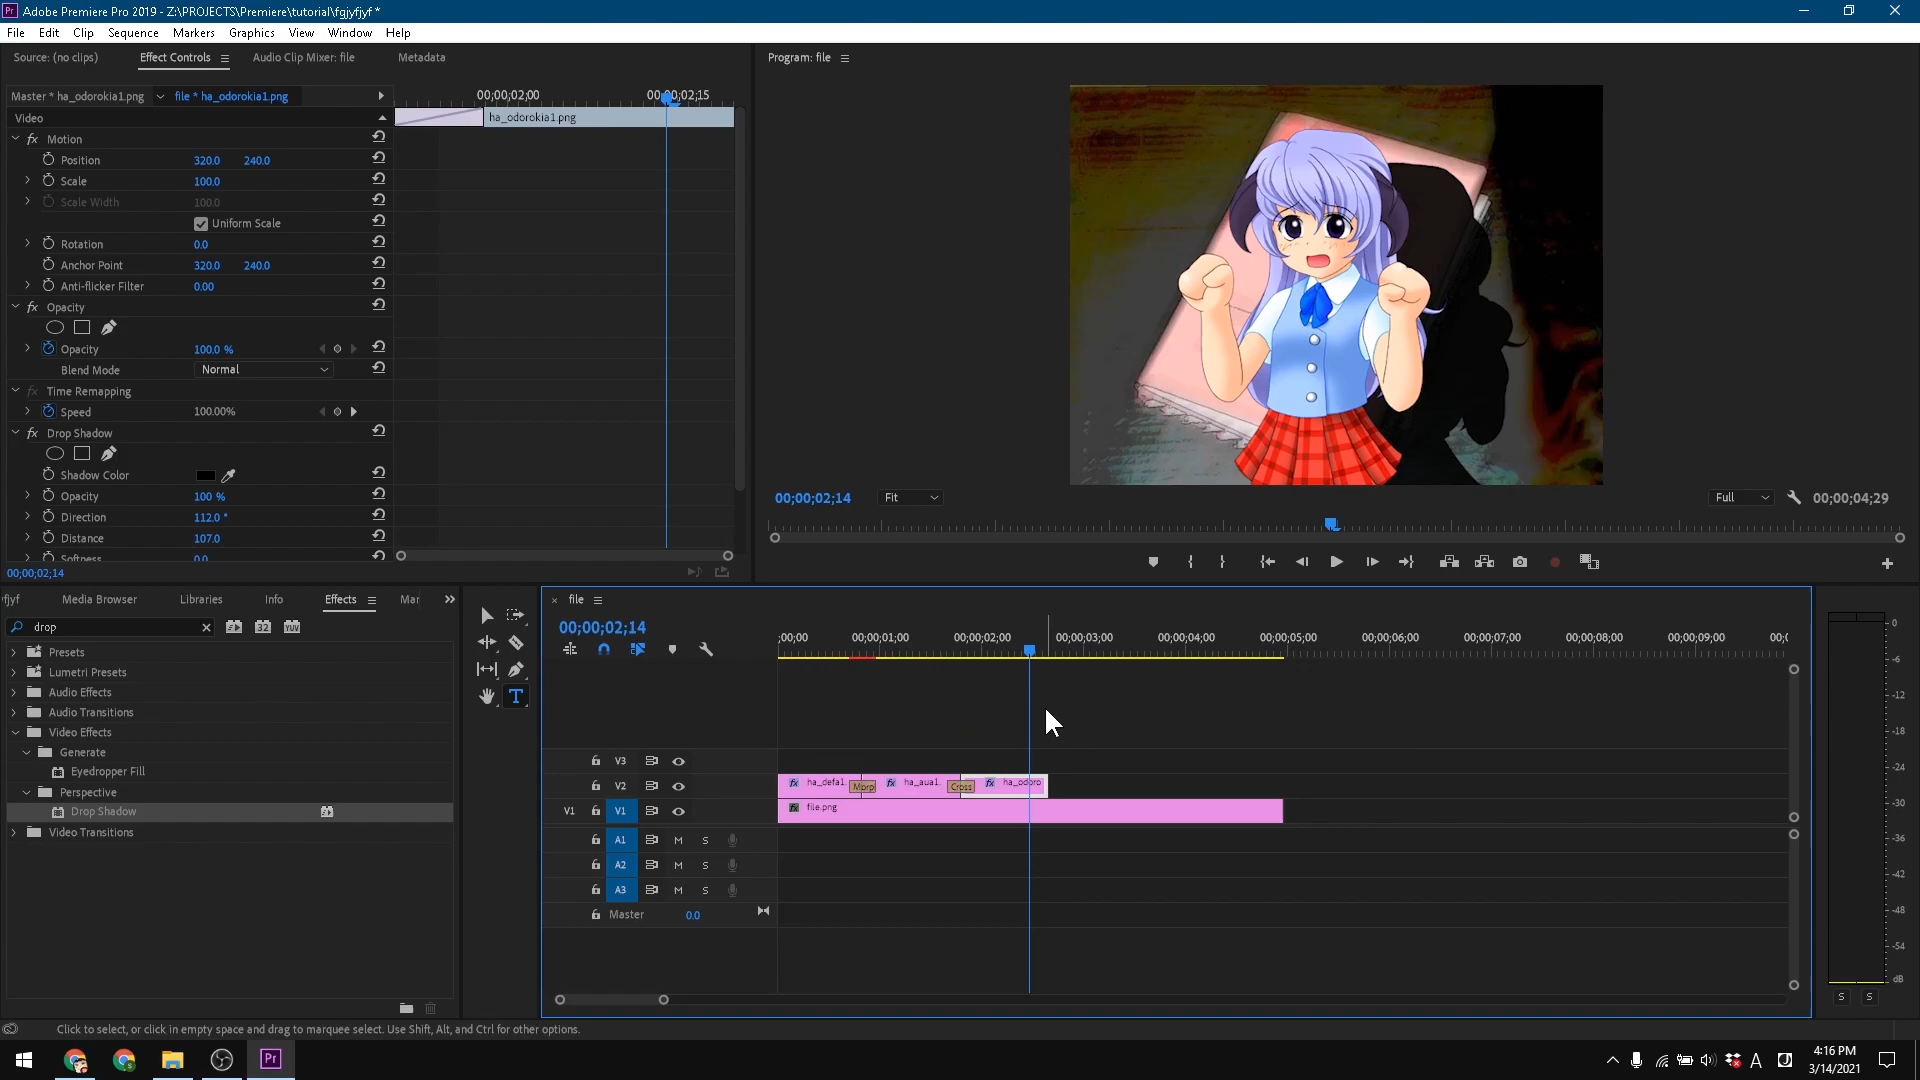 Pr Adobe Premiere Pro 2019 - Z:\PROJECTS\Premiere\tutorial\fgjyfjyf *
File Edit Clip Sequence Markers Graphics View Window Help
Source: (no clips) Effect Controls Audio Clip Mixer: file Metadata
Program: file
Master * ha_odorokia1.png file * ha_odorokia1.png
00;00;02;00 00;00;02;15
Video
ha_odorokia1.png
fx Motion
Position 320.0 240.0
Scale 100.0
Scale Width 100.0
Uniform Scale
Rotation 0.0
Anchor Point 320.0 240.0
Anti-flicker Filter 0.00
fx Opacity
Opacity 100.0 %
Blend Mode Normal
fx Time Remapping
Speed 100.00%
fx Drop Shadow
Shadow Color
Opacity 100 %
Direction 112.0 °
Distance 107.0
Softness 0.0
00;00;02;14
00;00;02;14 Fit Full 00;00;04;29
fjyf Media Browser Libraries Info Effects Mar
drop 32 YUV
Presets
Lumetri Presets
Audio Effects
Audio Transitions
Video Effects
Generate
Eyedropper Fill
Perspective
Drop Shadow
Video Transitions
T
file
00;00;02;14
;00;00 00;00;01;00 00;00;02;00 00;00;03;00 00;00;04;00 00;00;05;00 00;00;06;00 00;00;07;00 00;00;08;00 00;00;09;00 00;(
V3
V2 fx ha_defa1. Morp fx ha_aua1. Cross fx ha_odoro
V1 V1 fx file.png
A1 M S
A2 M S
A3 M S
Master 0.0
0
-6
-12
-18
-24
-30
-36
-42
-48
-54
dB
S S
Click to select, or click in empty space and drag to marquee select. Use Shift, Alt, and Ctrl for other options.
Pr
A
4:16 PM
3/14/2021